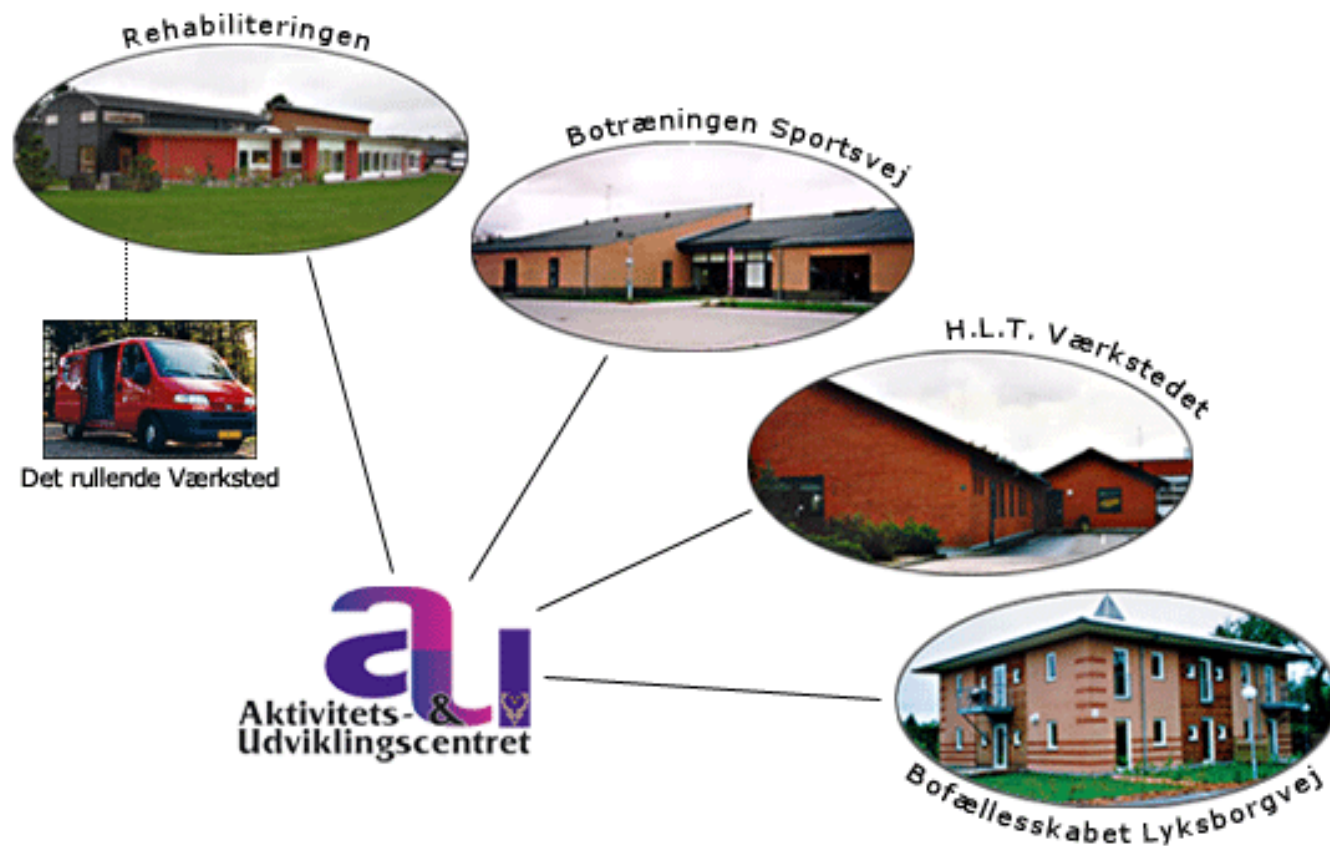 Rehabiliteringen
Botræningen Sportsvej
H.L.T. Værkstedet
Det rullende Værksted
a&u
Aktivitets-
Udviklingscentret
Bofællesskabet Lyksborgvej